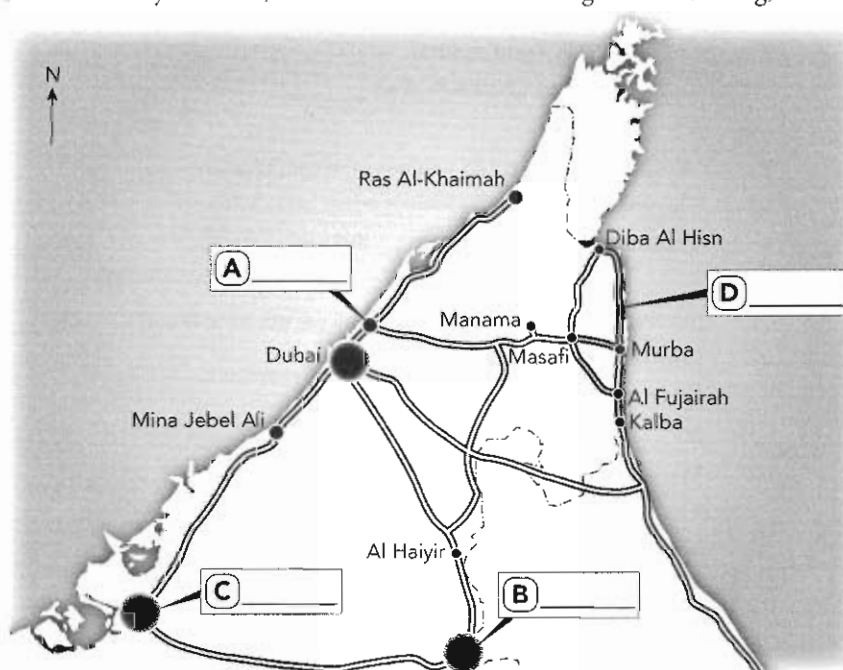 N
Ras Al-Khaimah
Diba Al Hisn
A
D
Manama
Dubai
Masafi
Murba
Al Fujairah
Mina Jebel Ali
Kalba
Al Haiyir
C
B